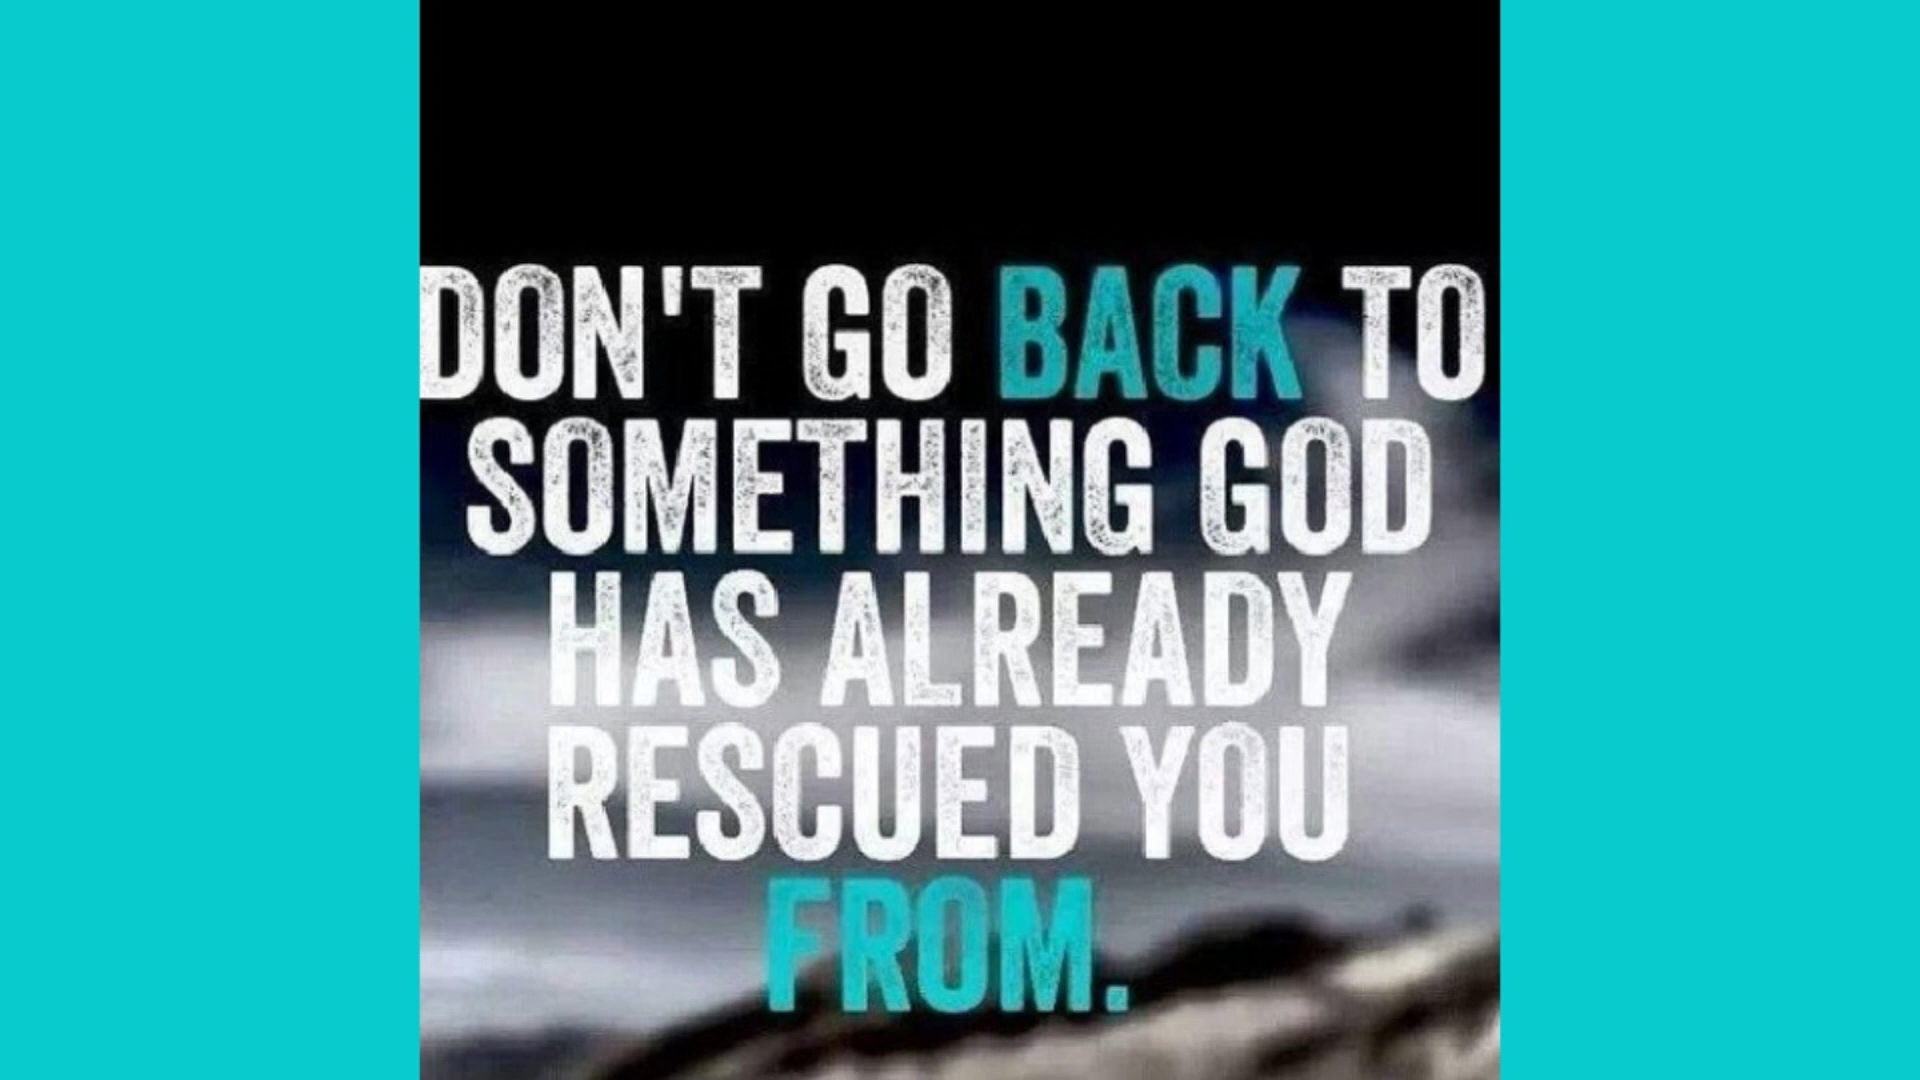 DON'T GO BACK TO
SOMETHING GOD
HAS ALREADY
RESCUED YOU
FROM.